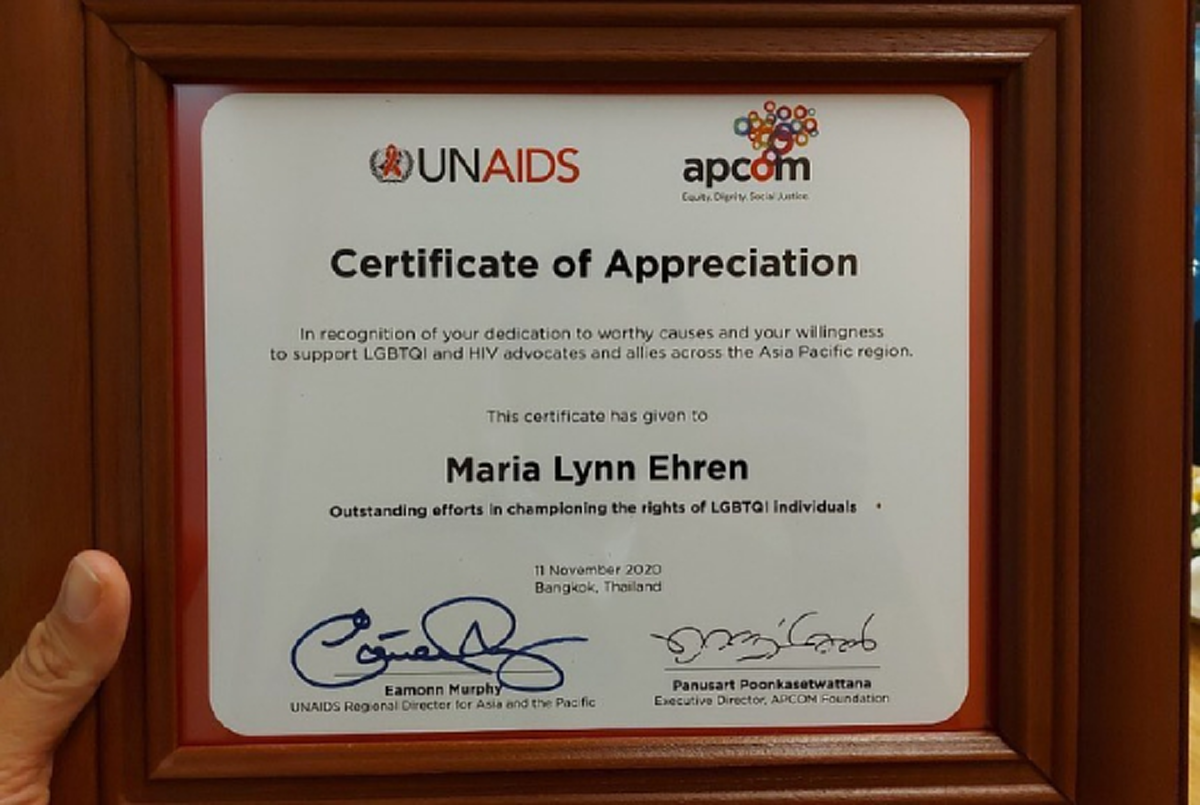 UNAIDS
apcom
Equity. Dignity. Social Justice.
Certificate of Appreciation
In recognition of your dedication to worthy causes and your willingness
to support LGBTQI and HIV advocates and allies across the Asia Pacific region.
This certificate has given to
Maria Lynn Ehren
Outstanding efforts in championing the rights of LGBTQI individuals
11 November 2020
Bangkok, Thailand
Eamonn Murphy
UNAIDS Regional Director for Asia and the Pacific
Panusart Poonkasetwattana
Executive Director, APCOM Foundation